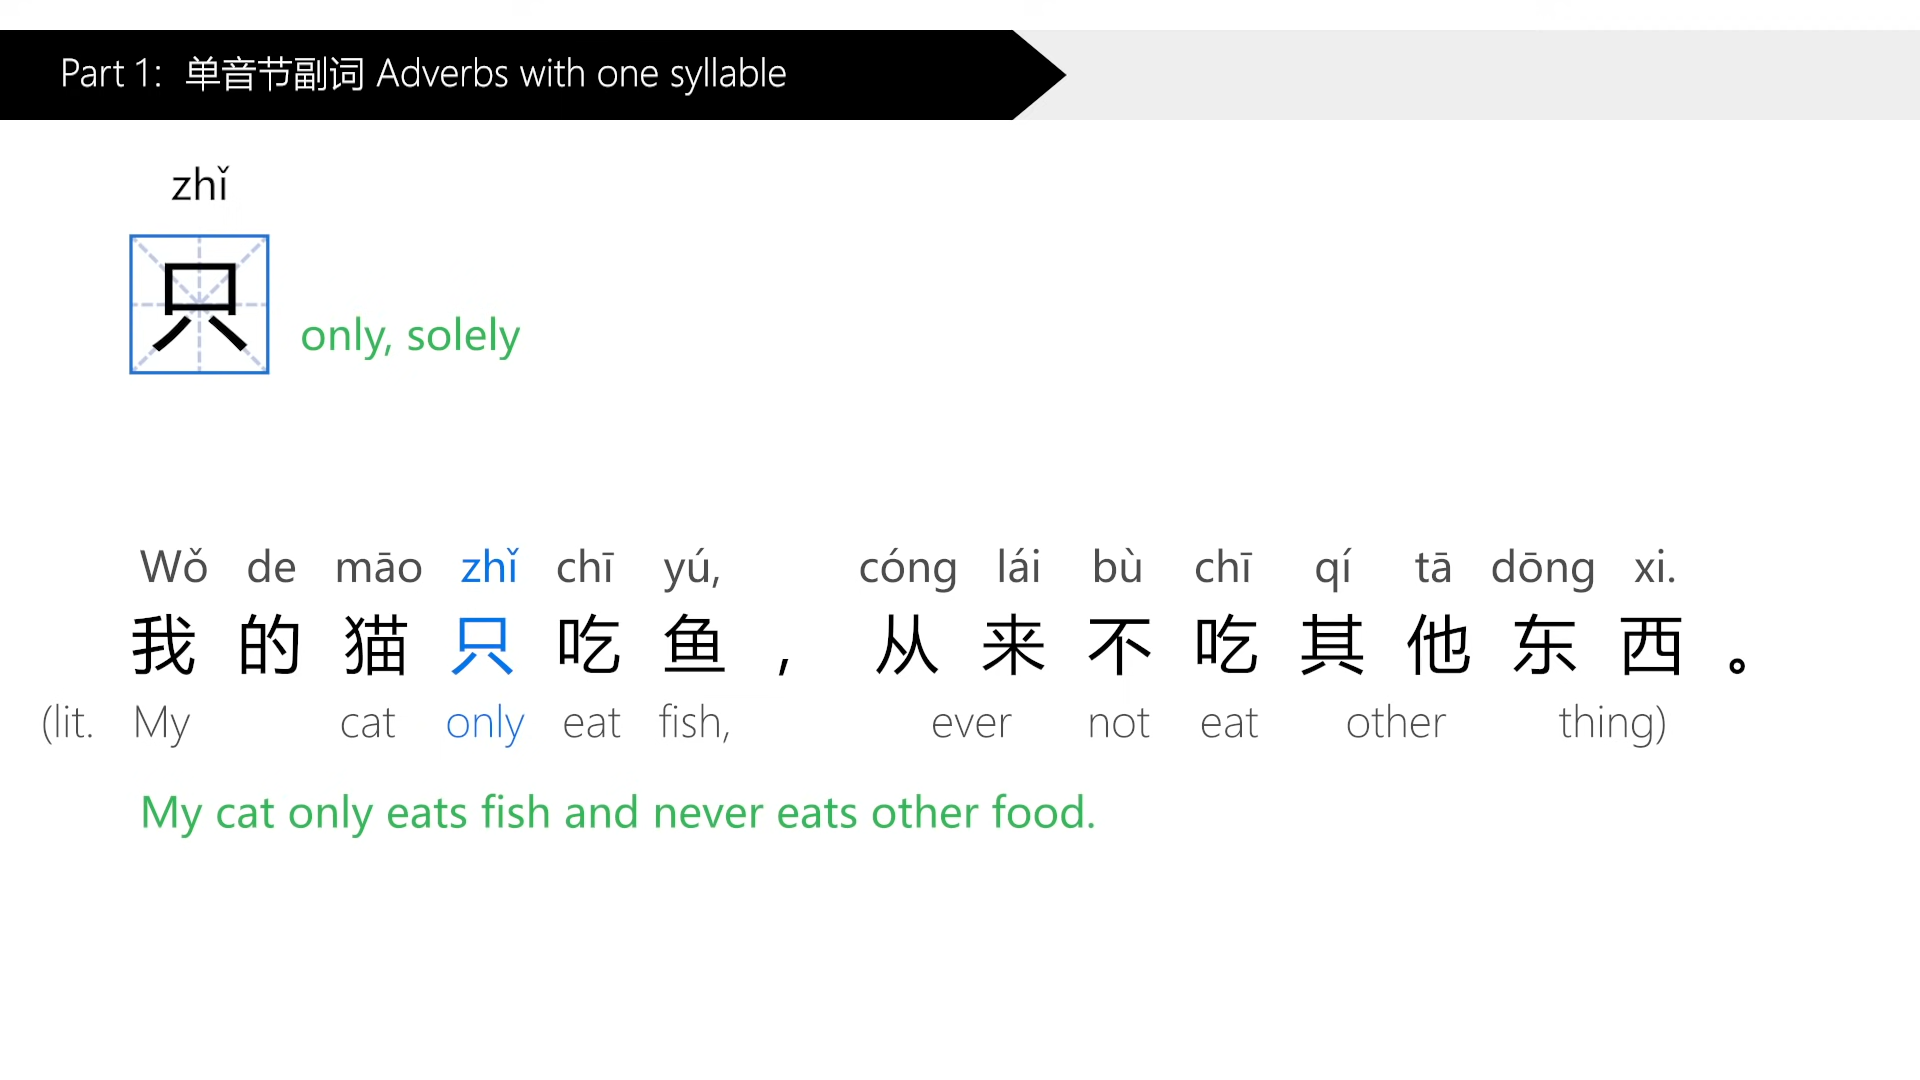 Part 1: 单音节副词 Adverbs with one syllable
zhǐ
只
only, solely
Wǒ de māo zhǐ chī yú, cóng lái bù chī qí tā dōng xi.
我的猫只吃鱼，从来不吃其他东西。
(lit. My cat only eat fish, ever not eat other thing)
My cat only eats fish and never eats other food.